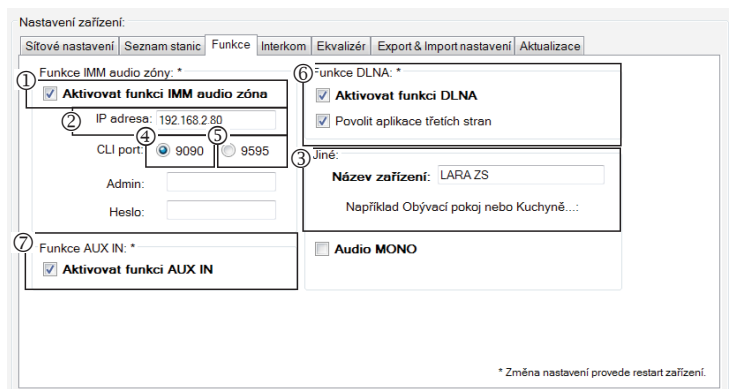 Nastavení zařízení:
Síťové nastavení Seznam stanic Funkce Interkom Ekvalizér Export & Import nastavení Aktualizace
Funkce IMM audio zóny: *
① Aktivovat funkci IMM audio zóna
② IP adresa: 192.168.2.80
④ ⑤
CLI port: 9090 9595
Admin:
Heslo:
⑦ Funkce AUX IN: *
Aktivovat funkci AUX IN
⑥ Funkce DLNA: *
Aktivovat funkci DLNA
Povolit aplikace třetích stran
③ Jiné:
Název zařízení: LARA ZS
Například Obývací pokoj nebo Kuchyně...:
Audio MONO
* Změna nastavení provede restart zařízení.